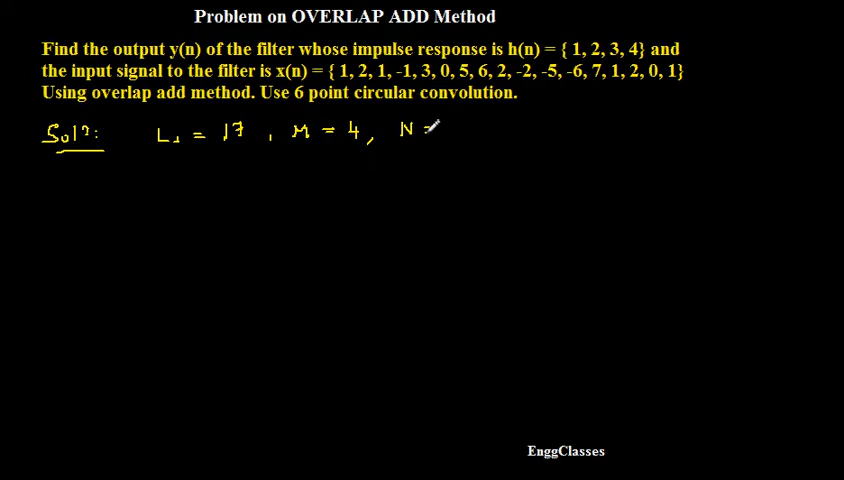 Problem on OVERLAP ADD Method
Find the output y(n) of the filter whose impulse response is h(n) = { 1, 2, 3, 4} and
the input signal to the filter is x(n) = { 1, 2, 1, -1, 3, 0, 5, 6, 2, -2, -5, -6, 7, 1, 2, 0, 1}
Using overlap add method. Use 6 point circular convolution.
Solⁿ: L₁ = 17 , M = 4, N =
EnggClasses